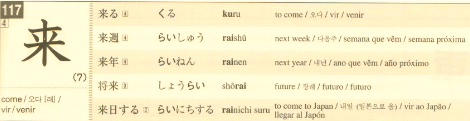 117
4
来
(7)
come / 오다 [래] /
vir / venir
来る 4 くる kuru to come / 오다 / vir / venir
来週 4 らいしゅう raishū next week / 다음주 / semana que vêm / semana próxima
来年 4 らいねん rainen next year / 내년 / ano que vêm / año próximo
将来 3 しょうらい shōrai future / 장래 / futuro / futuro
来日する 2 らいにちする rainichi suru to come to Japan / 내일 (일본으로 옴) / vir ao Japão /
llegar al Japón